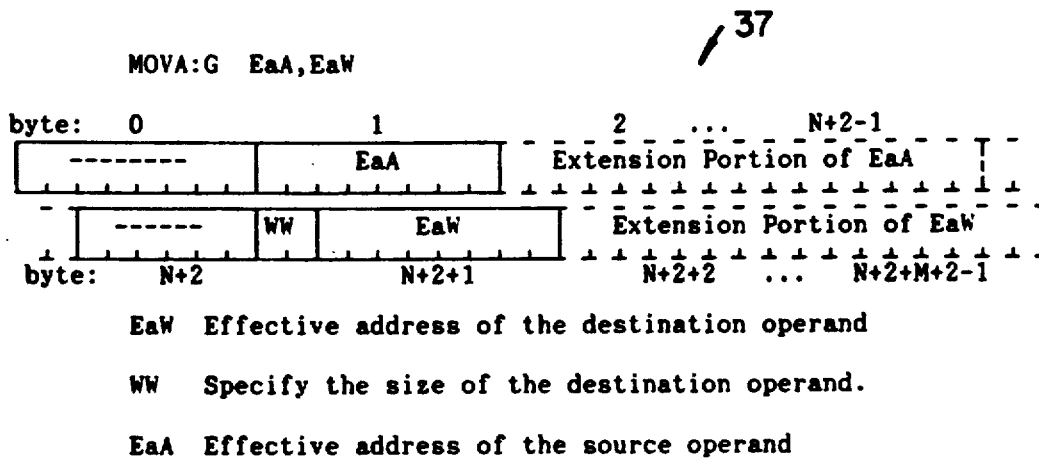 37
MOVA:G EaA,EaW
byte: 0 1 2 ... N+2-1
-------- EaA Extension Portion of EaA
------ WW EaW Extension Portion of EaW
byte: N+2 N+2+1 N+2+2 ... N+2+M+2-1
EaW Effective address of the destination operand
WW Specify the size of the destination operand.
EaA Effective address of the source operand